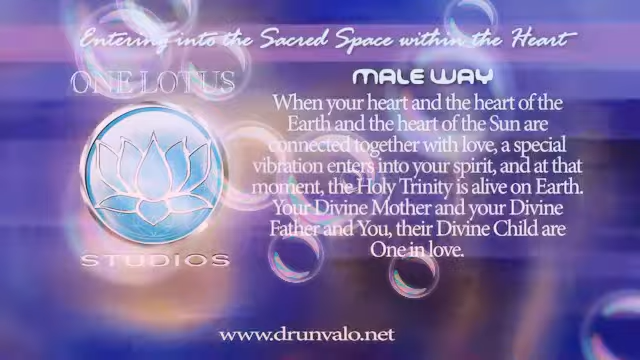 Entering into the Sacred Space within the Heart
ONE LOTUS
STUDIOS
MALE WAY
When your heart and the heart of the
Earth and the heart of the Sun are
connected together with love, a special
vibration enters into your spirit, and at that
moment, the Holy Trinity is alive on Earth.
Your Divine Mother and your Divine
Father and You, their Divine Child are
One in love.
www.drunvalo.net